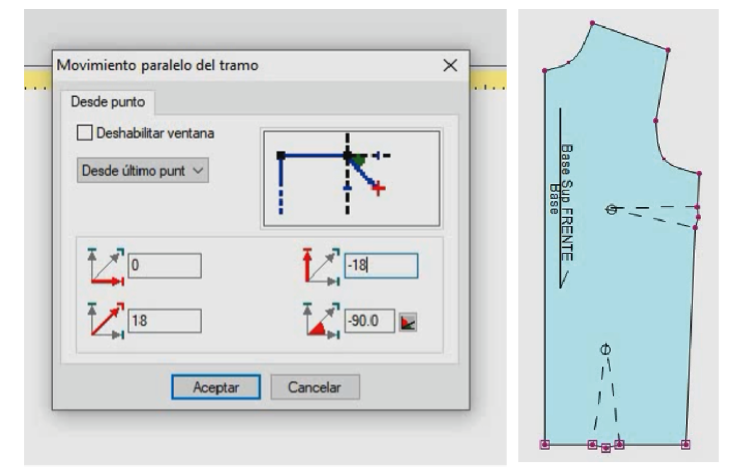 Movimiento paralelo del tramo
Desde punto
Deshabilitar ventana
Desde último punt
0
-18
18
-90.0
Aceptar
Cancelar
Base Sup FRENTE
Base